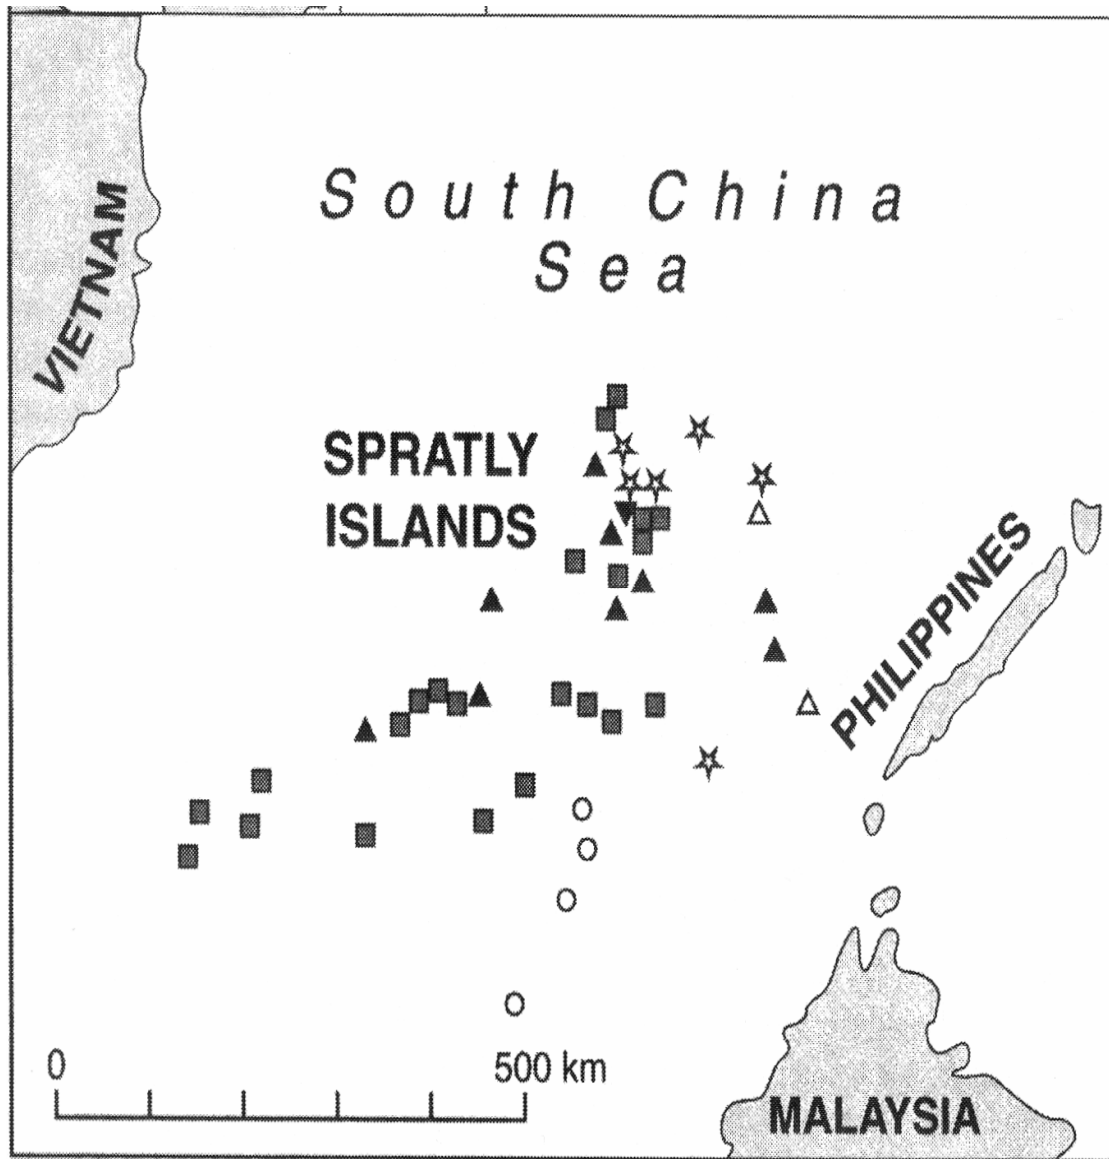 South China
Sea
VIETNAM
SPRATLY
ISLANDS
PHILIPPINES
0
500 km
MALAYSIA